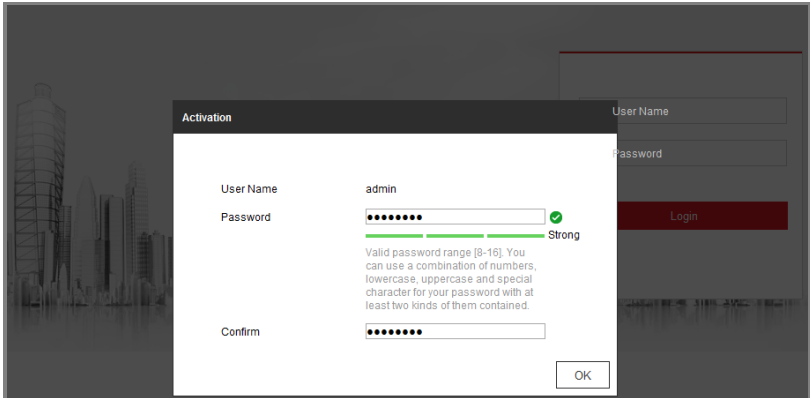 Activation
User Name
Password
Login
User Name admin
Password ●●●●●●●●
Strong
Valid password range [8-16]. You
can use a combination of numbers,
lowercase, uppercase and special
character for your password with at
least two kinds of them contained.
Confirm ●●●●●●●●
OK